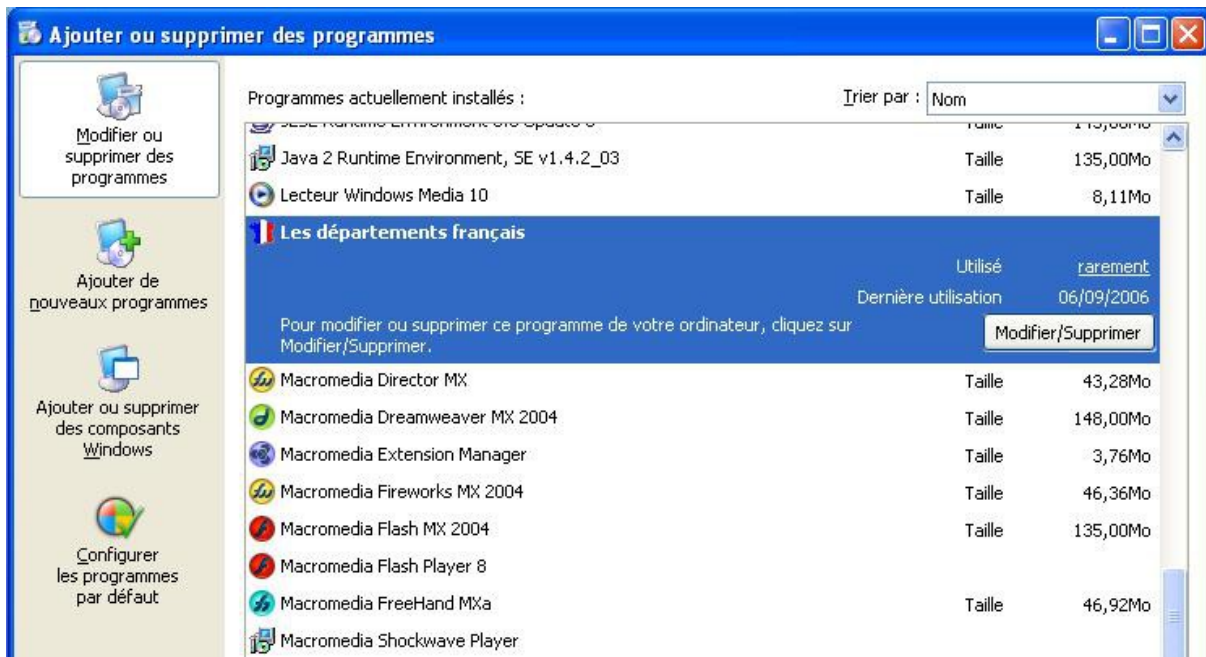 Ajouter ou supprimer des programmes
Modifier ou
supprimer des
programmes
Ajouter de
nouveaux programmes
Ajouter ou supprimer
des composants
Windows
Configurer
les programmes
par défaut
Programmes actuellement installés :
Trier par : Nom
Java 2 Runtime Environment, SE v1.4.2_03 Taille 135,00Mo
Lecteur Windows Media 10 Taille 8,11Mo
Les départements français
Utilisé rarement
Dernière utilisation 06/09/2006
Pour modifier ou supprimer ce programme de votre ordinateur, cliquez sur
Modifier/Supprimer.
Modifier/Supprimer
Macromedia Director MX Taille 43,28Mo
Macromedia Dreamweaver MX 2004 Taille 148,00Mo
Macromedia Extension Manager Taille 3,76Mo
Macromedia Fireworks MX 2004 Taille 46,36Mo
Macromedia Flash MX 2004 Taille 135,00Mo
Macromedia Flash Player 8
Macromedia FreeHand MXa Taille 46,92Mo
Macromedia Shockwave Player